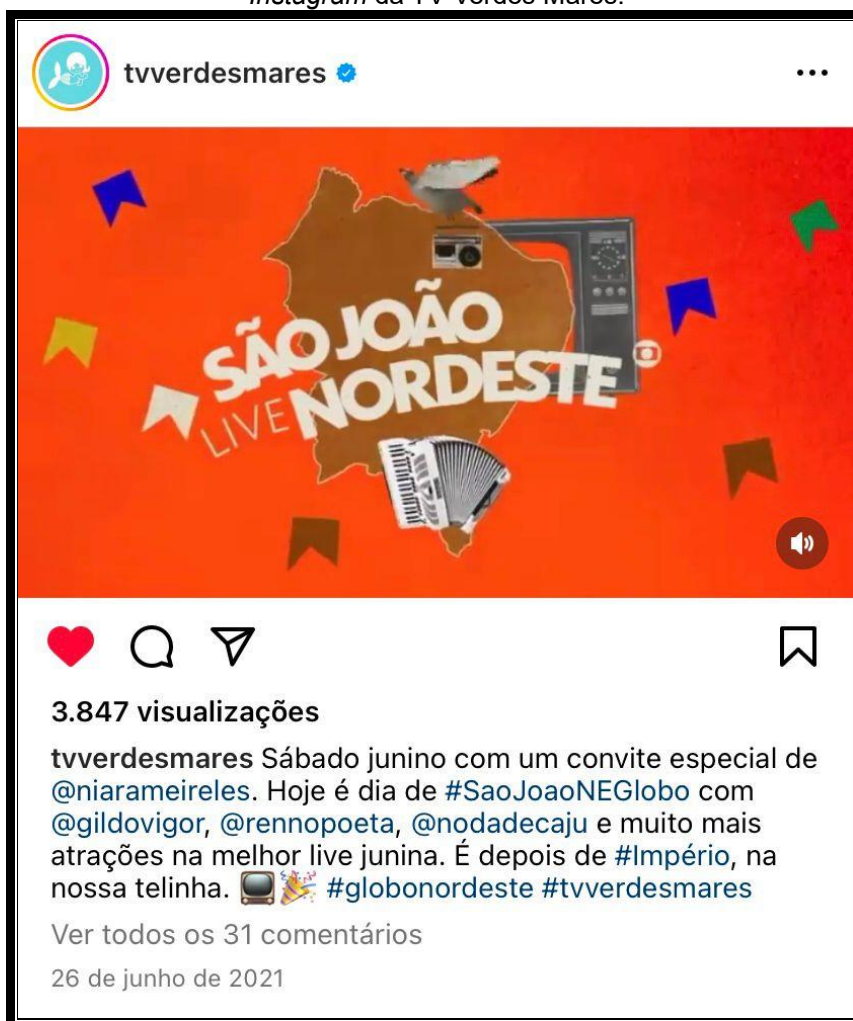 Instagram da TV Verdes Mares.
tvverdesmares
SÃO JOÃO
LIVE NORDESTE
3.847 visualizações
tvverdesmares Sábado junino com um convite especial de
@niarameireles. Hoje é dia de #SaoJoaoNEGlobo com
@gildovigor, @rennopoeta, @nodadecaju e muito mais
atrações na melhor live junina. É depois de #Império, na
nossa telinha. 📺🎉 #globonordeste #tvverdesmares
Ver todos os 31 comentários
26 de junho de 2021